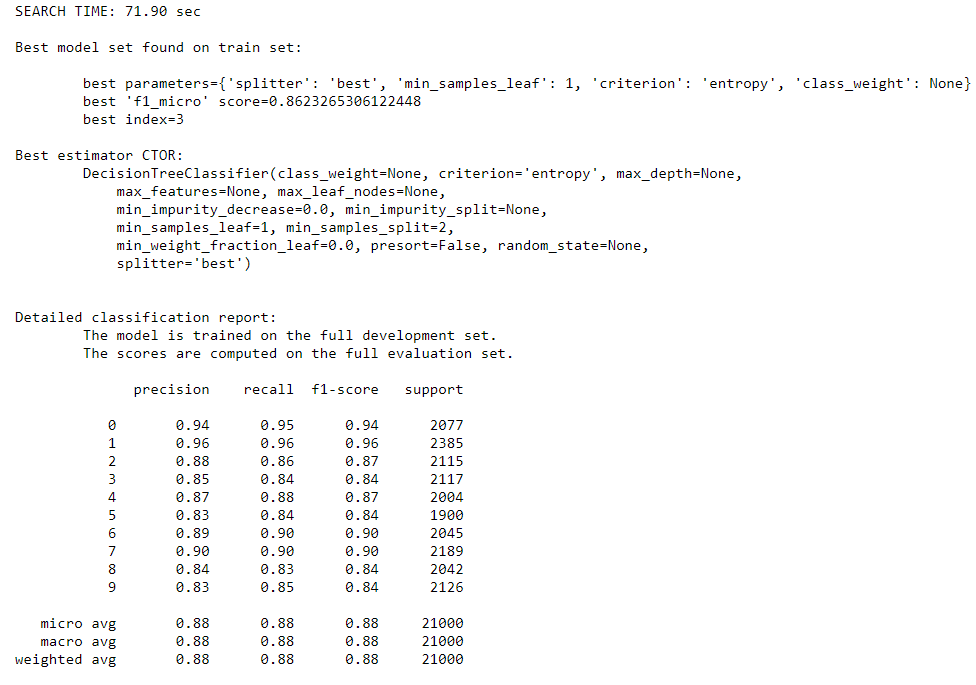 SEARCH TIME: 71.90 sec
Best model set found on train set:
best parameters={'splitter': 'best', 'min_samples_leaf': 1, 'criterion': 'entropy', 'class_weight': None}
best 'f1_micro' score=0.8623265306122448
best index=3
Best estimator CTOR:
DecisionTreeClassifier(class_weight=None, criterion='entropy', max_depth=None,
max_features=None, max_leaf_nodes=None,
min_impurity_decrease=0.0, min_impurity_split=None,
min_samples_leaf=1, min_samples_split=2,
min_weight_fraction_leaf=0.0, presort=False, random_state=None,
splitter='best')
Detailed classification report:
The model is trained on the full development set.
The scores are computed on the full evaluation set.
precision recall f1-score support
0 0.94 0.95 0.94 2077
1 0.96 0.96 0.96 2385
2 0.88 0.86 0.87 2115
3 0.85 0.84 0.84 2117
4 0.87 0.88 0.87 2004
5 0.83 0.84 0.84 1900
6 0.89 0.90 0.90 2045
7 0.90 0.90 0.90 2189
8 0.84 0.83 0.84 2042
9 0.83 0.85 0.84 2126
micro avg 0.88 0.88 0.88 21000
macro avg 0.88 0.88 0.88 21000
weighted avg 0.88 0.88 0.88 21000